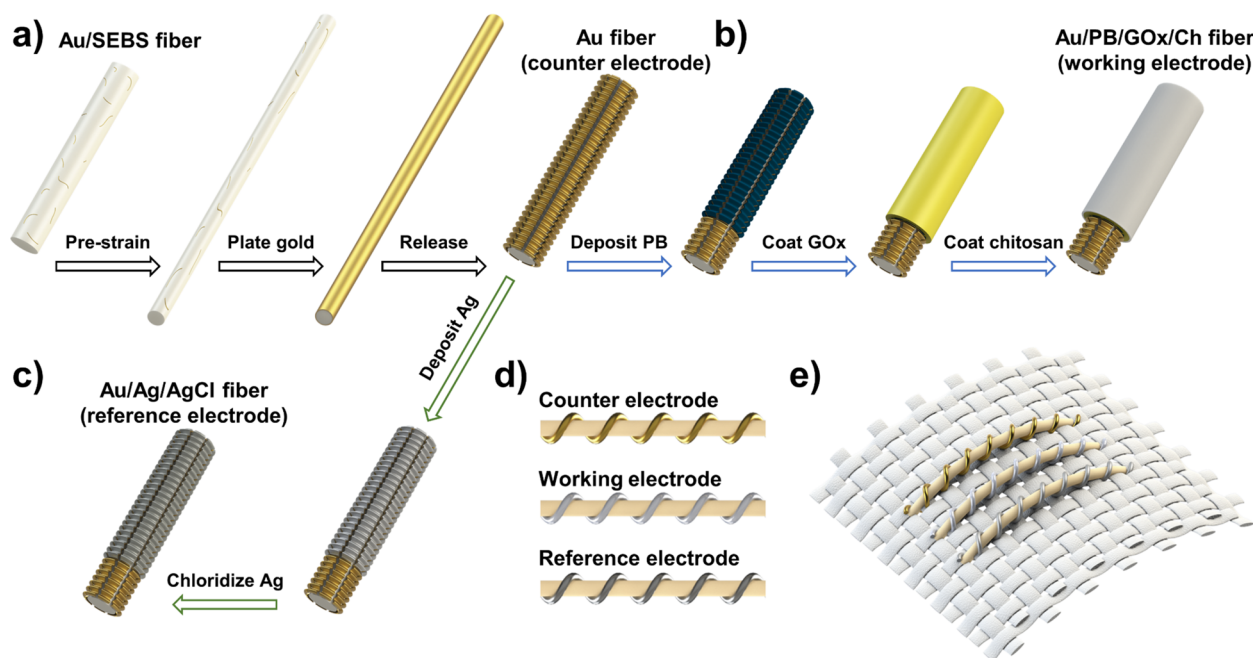 a)
Au/SEBS fiber
Pre-strain
Plate gold
Release
Au fiber
(counter electrode)
b)
Deposit PB
Coat GOx
Coat chitosan
Au/PB/GOx/Ch fiber
(working electrode)
Deposit Ag
c)
Au/Ag/AgCl fiber
(reference electrode)
Chloridize Ag
d)
Counter electrode
Working electrode
Reference electrode
e)